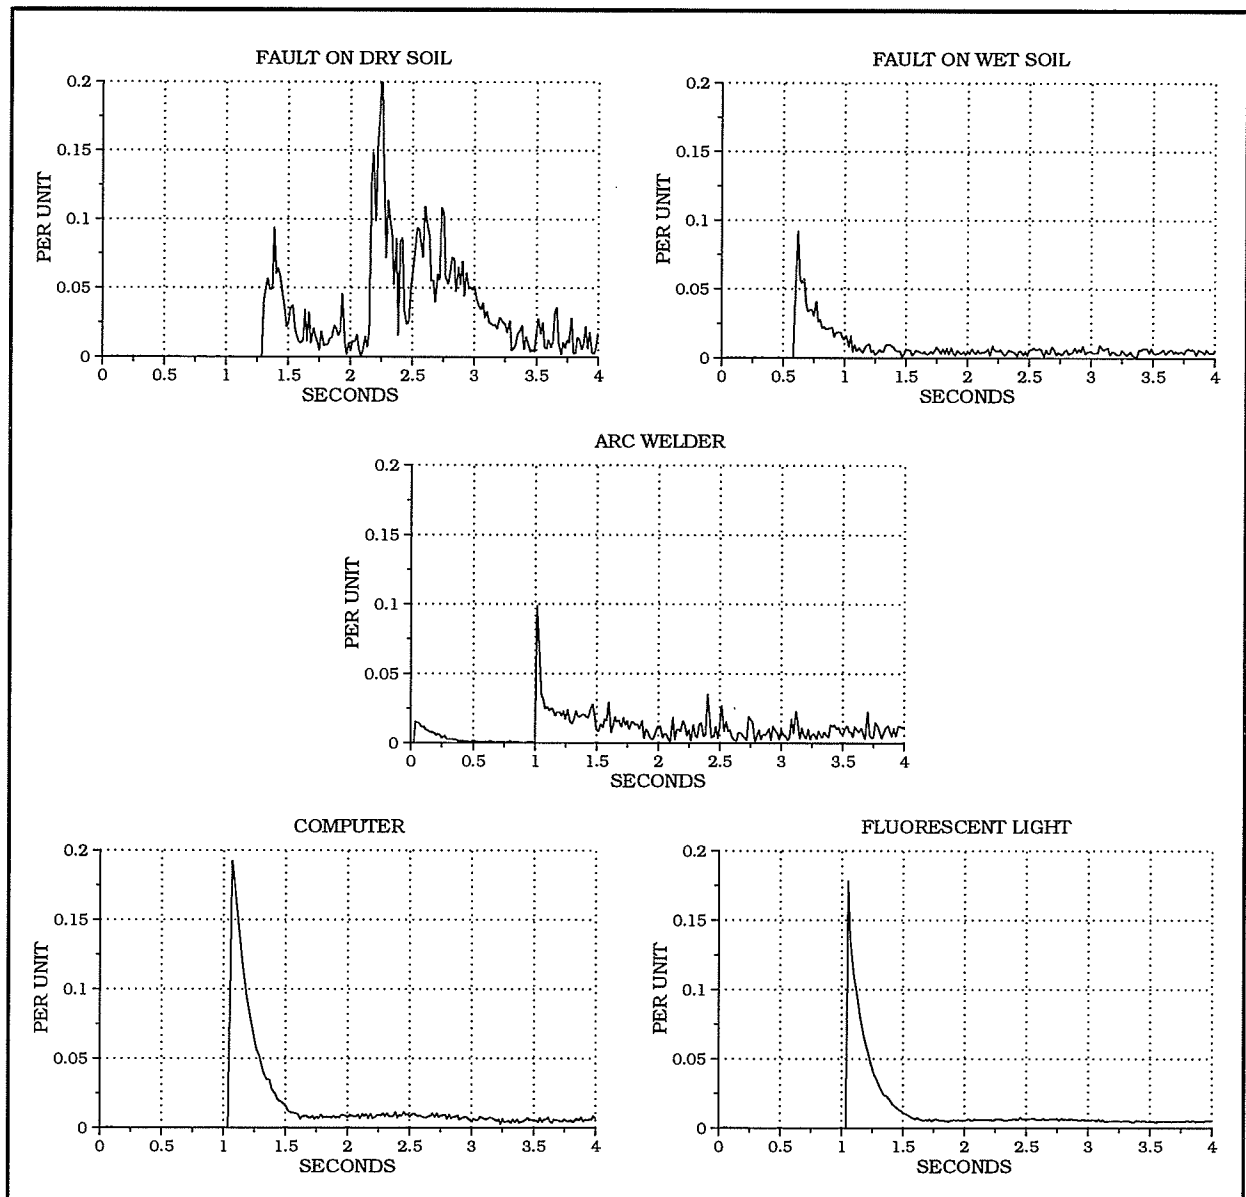 FAULT ON DRY SOIL
0.2
0.15
0.1
0.05
0
PER UNIT
0 0.5 1 1.5 2 2.5 3 3.5 4
SECONDS
FAULT ON WET SOIL
0.2
0.15
0.1
0.05
0
PER UNIT
0 0.5 1 1.5 2 2.5 3 3.5 4
SECONDS
ARC WELDER
0.2
0.15
0.1
0.05
0
PER UNIT
0 0.5 1 1.5 2 2.5 3 3.5 4
SECONDS
COMPUTER
0.2
0.15
0.1
0.05
0
PER UNIT
0 0.5 1 1.5 2 2.5 3 3.5 4
SECONDS
FLUORESCENT LIGHT
0.2
0.15
0.1
0.05
0
PER UNIT
0 0.5 1 1.5 2 2.5 3 3.5 4
SECONDS